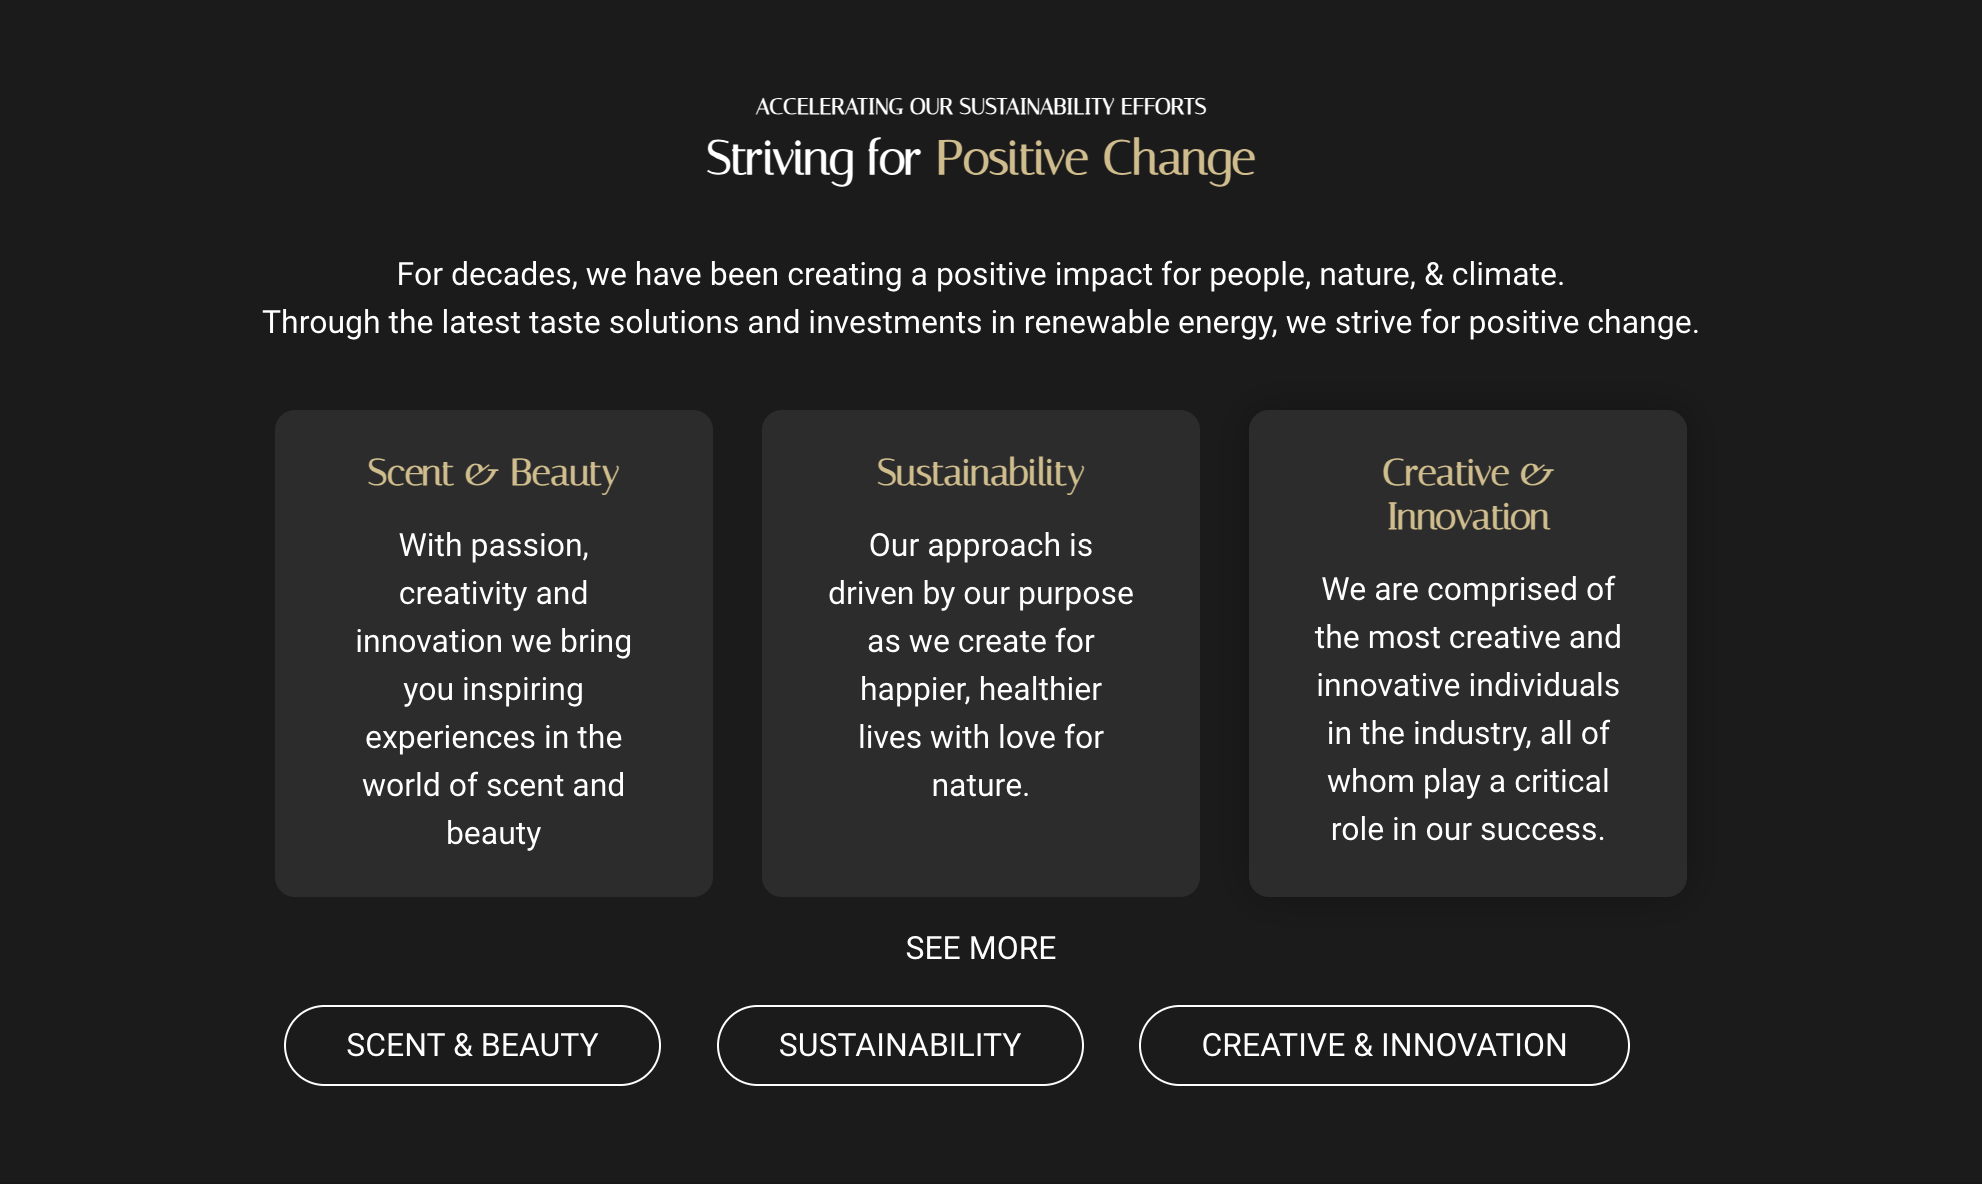 ACCELERATING OUR SUSTAINABILITY EFFORTS
Striving for Positive Change
For decades, we have been creating a positive impact for people, nature, & climate.
Through the latest taste solutions and investments in renewable energy, we strive for positive change.
Scent & Beauty
With passion,
creativity and
innovation we bring
you inspiring
experiences in the
world of scent and
beauty
Sustainability
Our approach is
driven by our purpose
as we create for
happier, healthier
lives with love for
nature.
Creative &
Innovation
We are comprised of
the most creative and
innovative individuals
in the industry, all of
whom play a critical
role in our success.
SEE MORE
SCENT & BEAUTY
SUSTAINABILITY
CREATIVE & INNOVATION